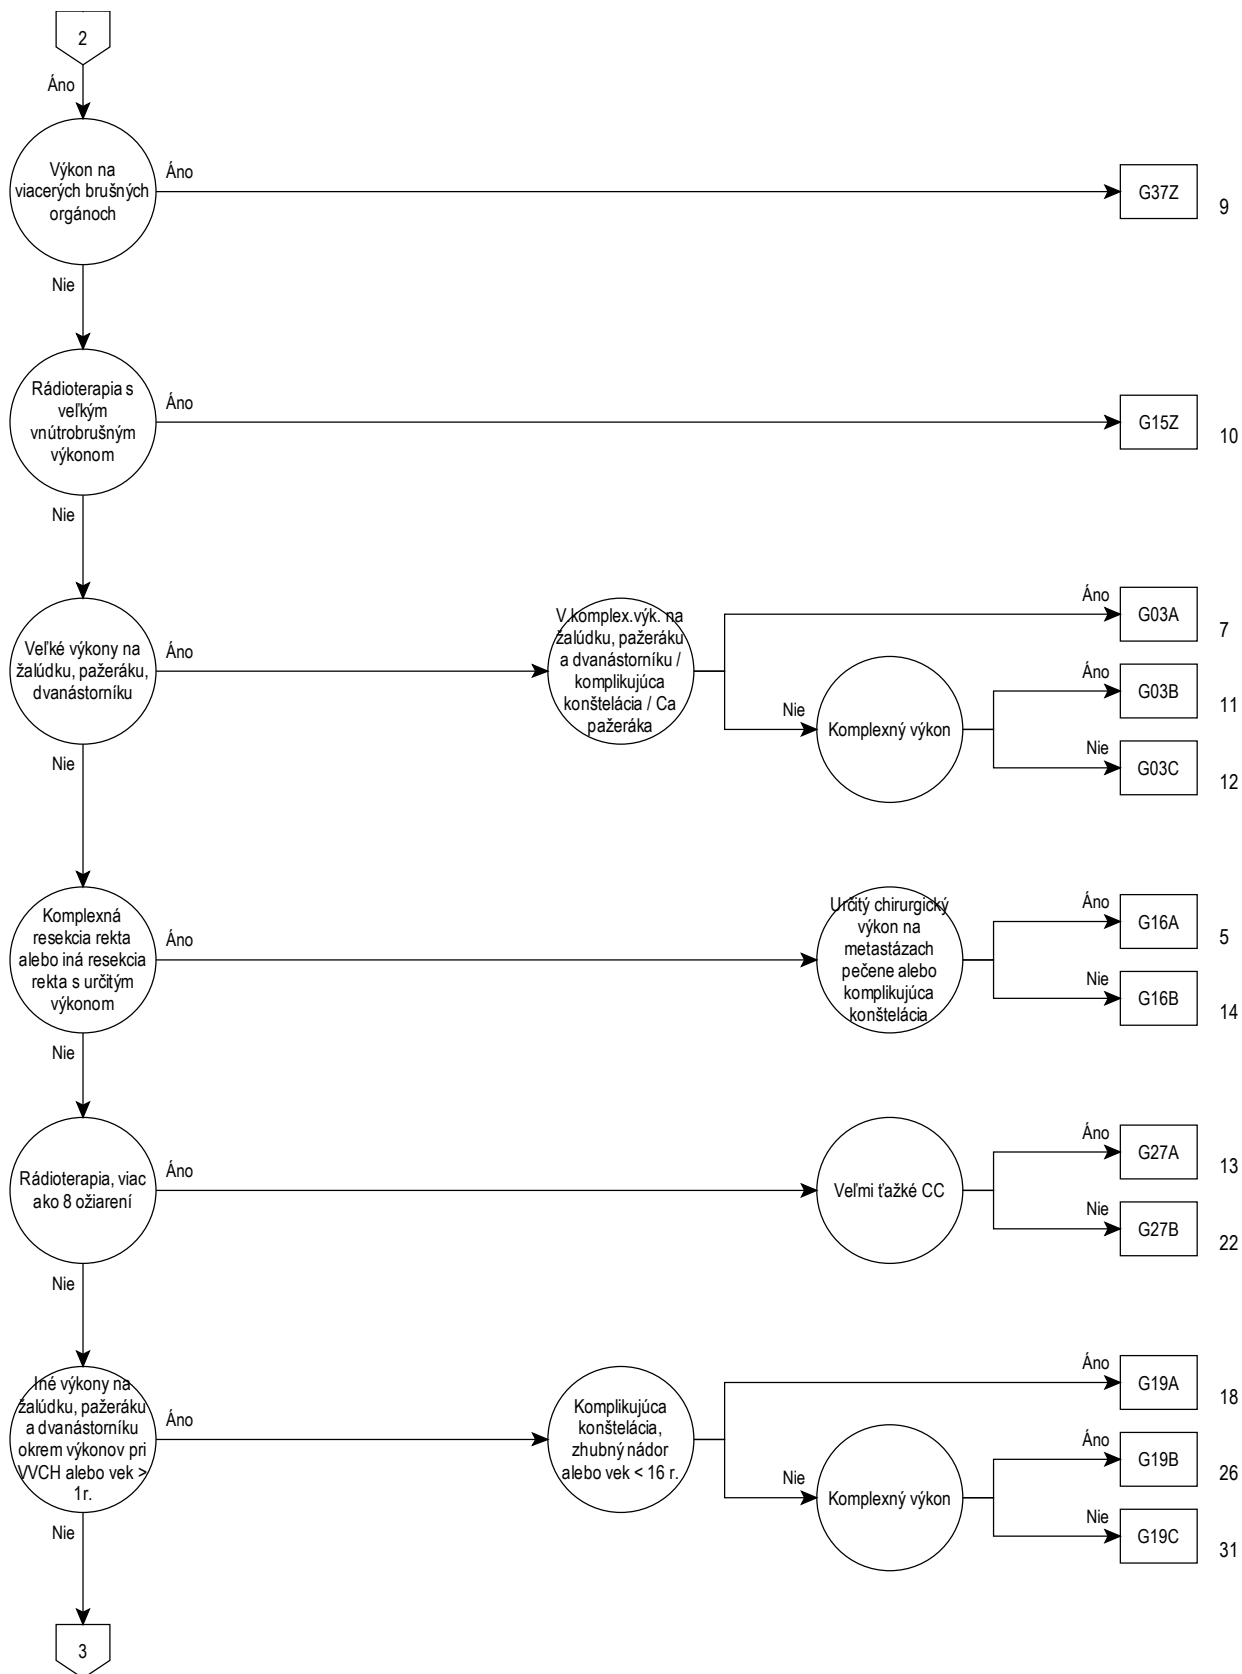 2
Áno
Výkon na
viacerých brušných
orgánoch
Áno
G37Z
9
Nie
Rádioterapia s
veľkým
vnútrobrušným
výkonom
Áno
G15Z
10
Nie
Veľké výkony na
žalúdku, pažeráku,
dvanástorníku
Áno
V.komplex.výk. na
žalúdku, pažeráku
a dvanástorníku /
komplikujúca
konštelácia / Ca
pažeráka
Áno
G03A
7
Nie
Komplexný výkon
Áno
G03B
11
Nie
G03C
12
Nie
Komplexná
resekcia rekta
alebo iná resekcia
rekta s určitým
výkonom
Áno
Určitý chirurgický
výkon na
metastázach
pečene alebo
komplikujúca
konštelácia
Áno
G16A
5
Nie
G16B
14
Nie
Rádioterapia, viac
ako 8 ožiarení
Áno
Veľmi ťažké CC
Áno
G27A
13
Nie
G27B
22
Nie
Iné výkony na
žalúdku, pažeráku
a dvanástorníku
okrem výkonov pri
VVCH alebo vek >
1r.
Áno
Komplikujúca
konštelácia,
zhubný nádor
alebo vek < 16 r.
Áno
G19A
18
Nie
Komplexný výkon
Áno
G19B
26
Nie
G19C
31
Nie
3